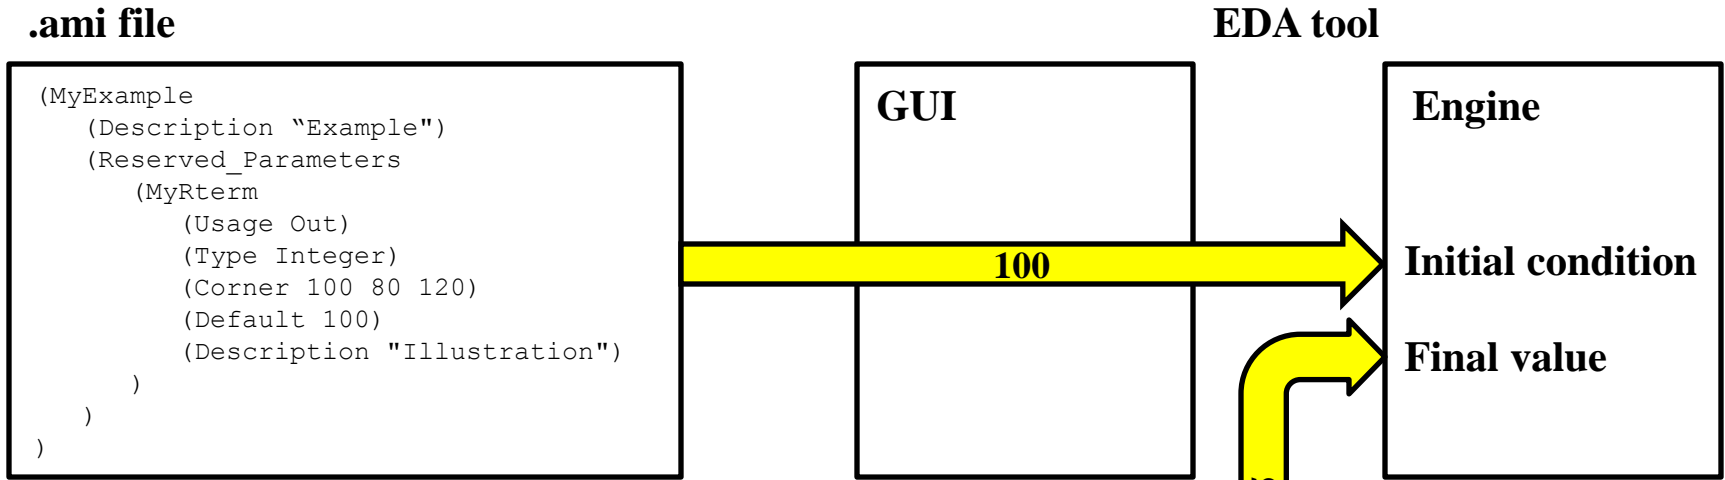 .ami file
EDA tool
(MyExample
(Description “Example")
(Reserved_Parameters
(MyRterm
(Usage Out)
(Type Integer)
(Corner 100 80 120)
(Default 100)
(Description "Illustration")
)
)
)
GUI
100
Engine
Initial condition
Final value